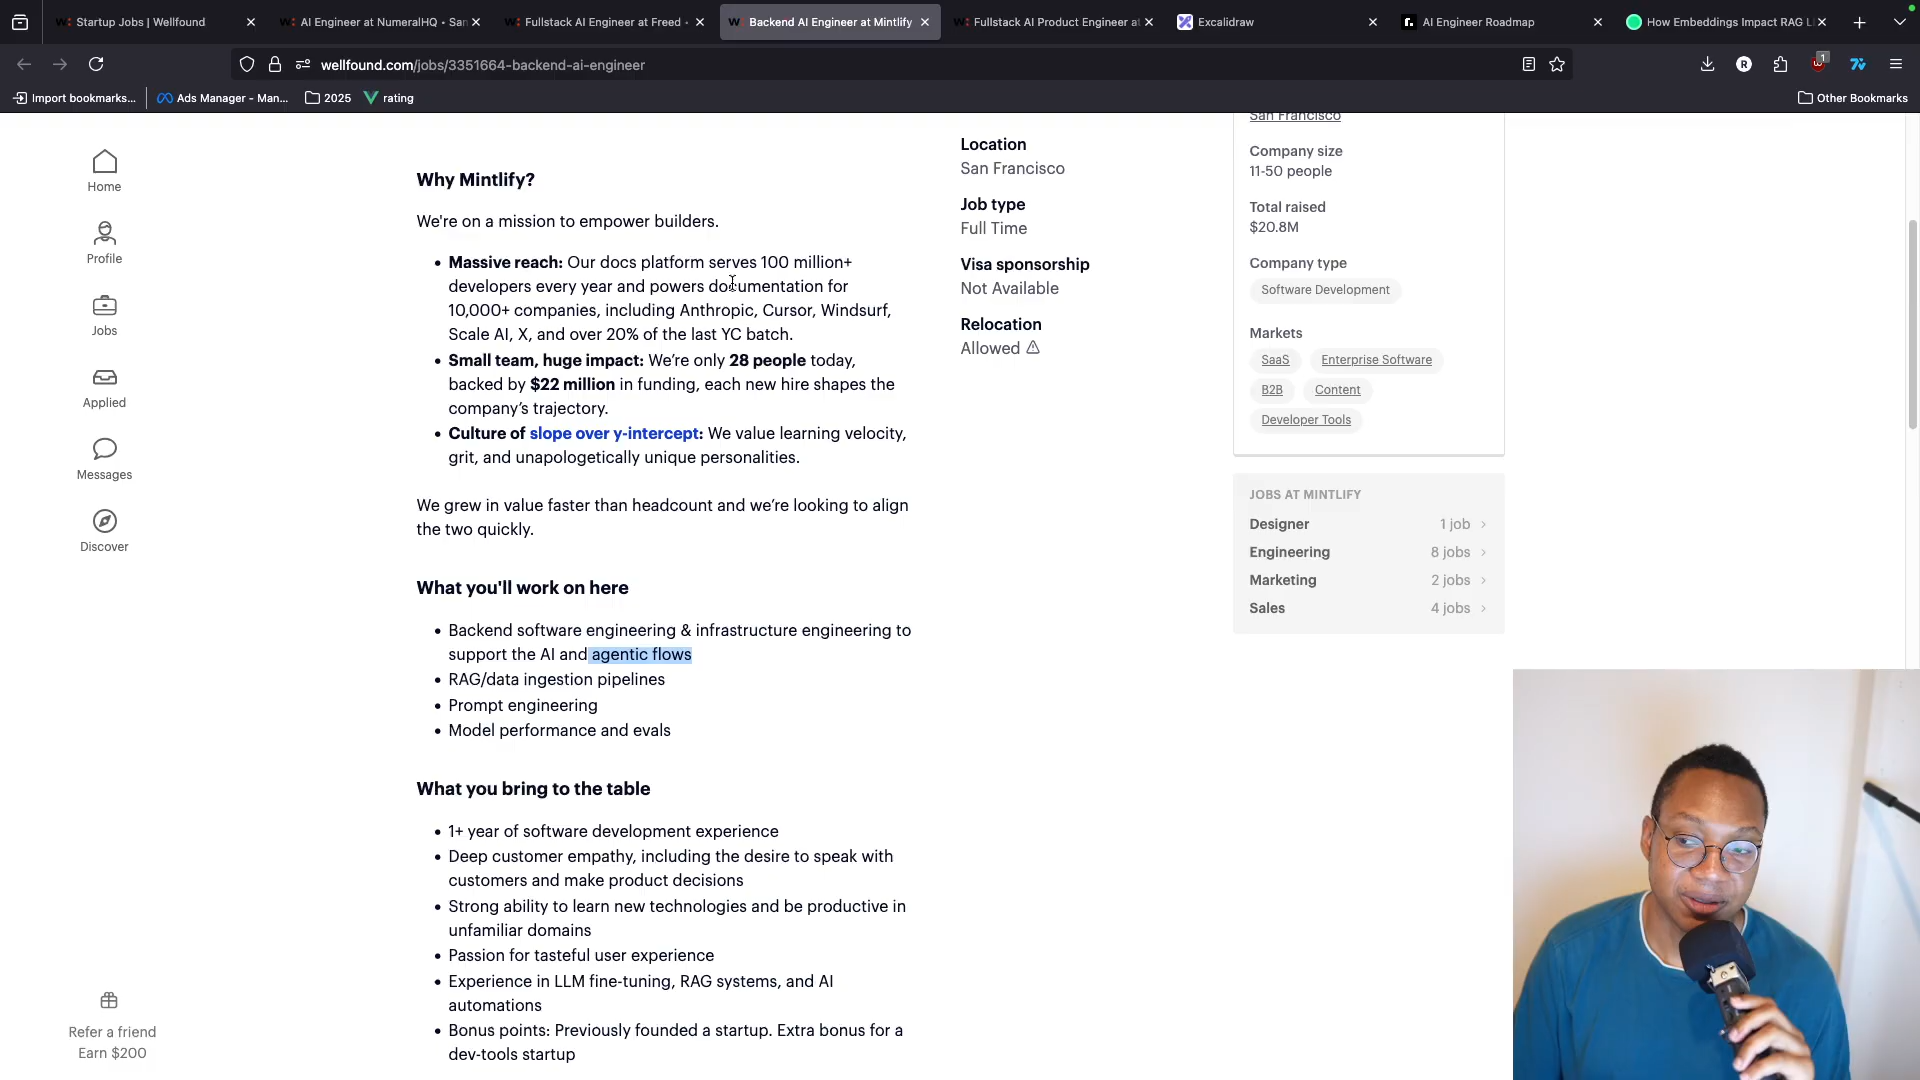 Startup Jobs | Wellfound
AI Engineer at NumeralHQ • San
Fullstack AI Engineer at Freed •
Backend AI Engineer at Mintlify
Fullstack AI Product Engineer at
Excalidraw
AI Engineer Roadmap
How Embeddings Impact RAG L
wellfound.com/jobs/3351664-backend-ai-engineer
R
1
Import bookmarks...
Ads Manager - Man...
2025
rating
Other Bookmarks
Home
Profile
Jobs
Applied
Messages
Discover
Refer a friend
Earn $200
Why Mintlify?
We're on a mission to empower builders.
• Massive reach: Our docs platform serves 100 million+
developers every year and powers documentation for
10,000+ companies, including Anthropic, Cursor, Windsurf,
Scale AI, X, and over 20% of the last YC batch.
• Small team, huge impact: We’re only 28 people today,
backed by $22 million in funding, each new hire shapes the
company’s trajectory.
• Culture of slope over y-intercept: We value learning velocity,
grit, and unapologetically unique personalities.
We grew in value faster than headcount and we’re looking to align
the two quickly.
What you'll work on here
• Backend software engineering & infrastructure engineering to
support the AI and agentic flows
• RAG/data ingestion pipelines
• Prompt engineering
• Model performance and evals
What you bring to the table
• 1+ year of software development experience
• Deep customer empathy, including the desire to speak with
customers and make product decisions
• Strong ability to learn new technologies and be productive in
unfamiliar domains
• Passion for tasteful user experience
• Experience in LLM fine-tuning, RAG systems, and AI
automations
• Bonus points: Previously founded a startup. Extra bonus for a
dev-tools startup
Location
San Francisco
Job type
Full Time
Visa sponsorship
Not Available
Relocation
Allowed
San Francisco
Company size
11-50 people
Total raised
$20.8M
Company type
Software Development
Markets
SaaS
Enterprise Software
B2B
Content
Developer Tools
JOBS AT MINTLIFY
Designer 1 job
Engineering 8 jobs
Marketing 2 jobs
Sales 4 jobs